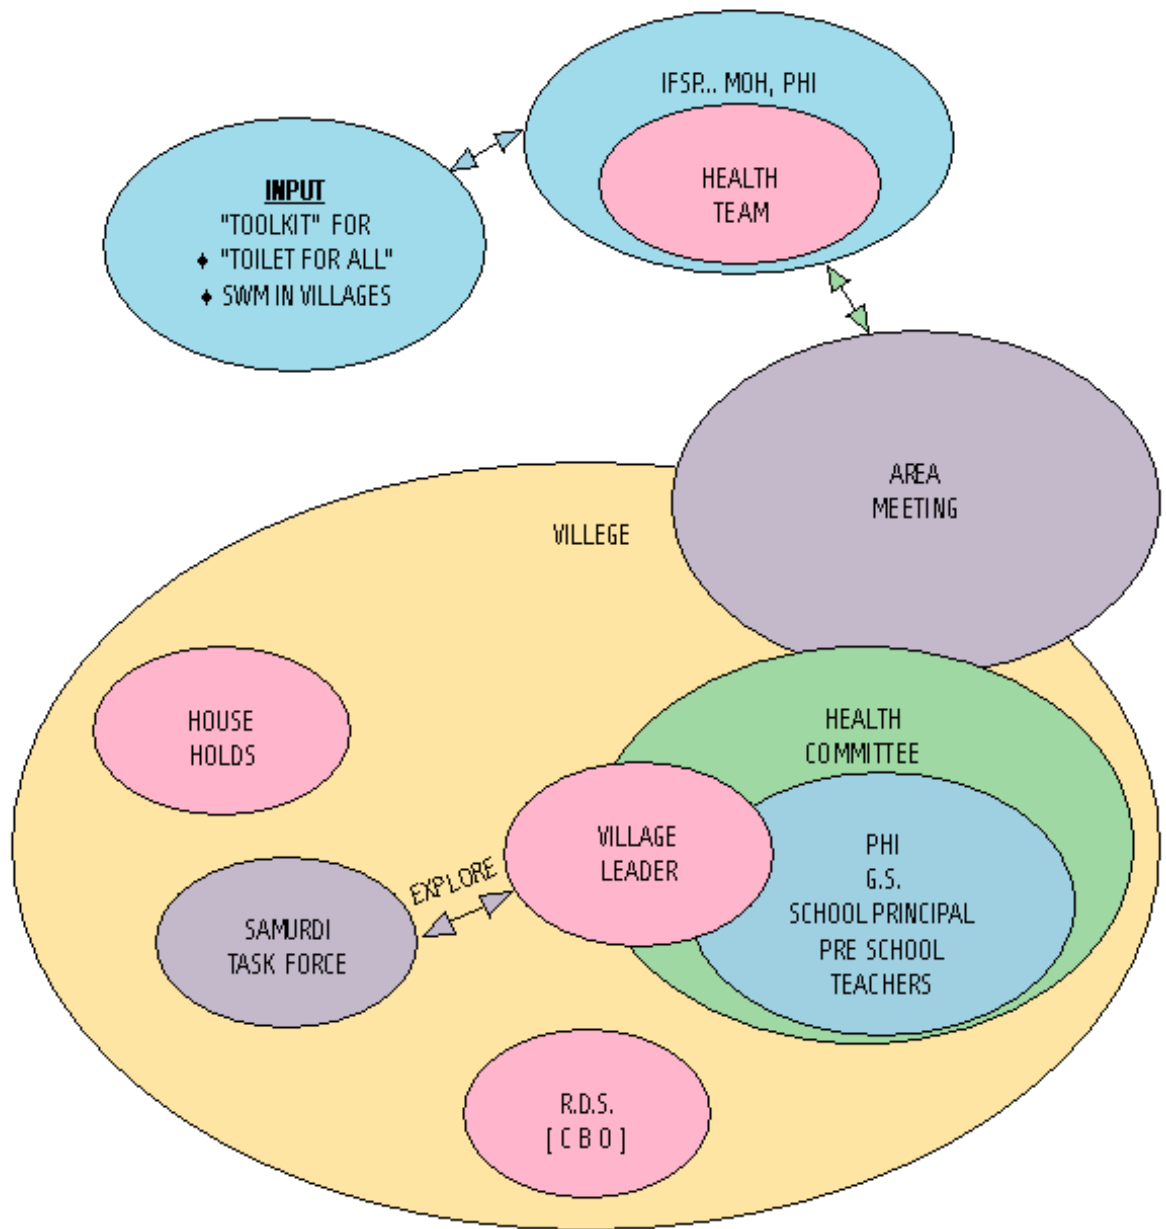 IFSP... MOH, PHI
HEALTH
TEAM
INPUT
"TOOLKIT" FOR
♦ "TOILET FOR ALL"
♦ SWM IN VILLAGES
AREA
MEETING
VILLEGE
HOUSE
HOLDS
HEALTH
COMMITTEE
VILLAGE
LEADER
PHI
G.S.
SCHOOL PRINCIPAL
PRE SCHOOL
TEACHERS
EXPLORE
SAMURDI
TASK FORCE
R.D.S.
[ C B O ]